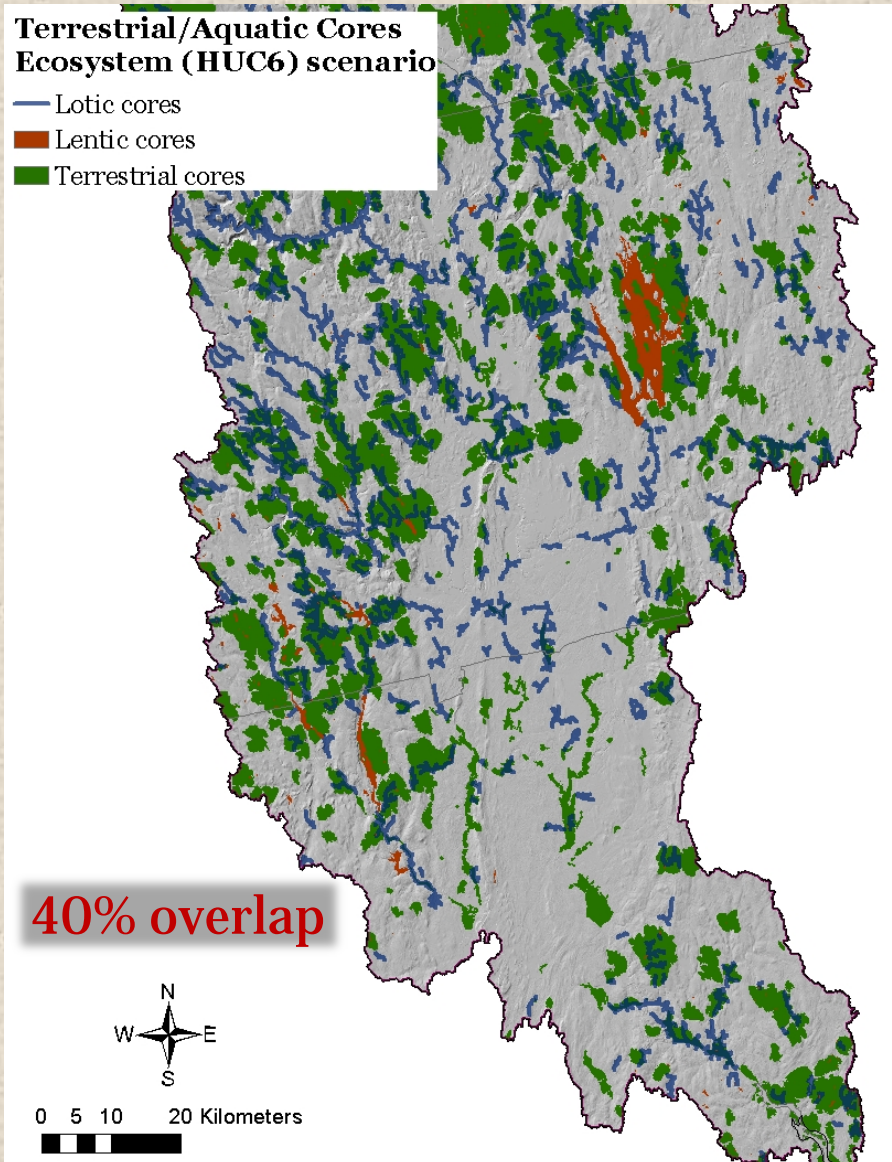 Terrestrial/Aquatic Cores
Ecosystem (HUC6) scenario
Lotic cores
Lentic cores
Terrestrial cores
40% overlap
N
W E
S
0 5 10 20 Kilometers